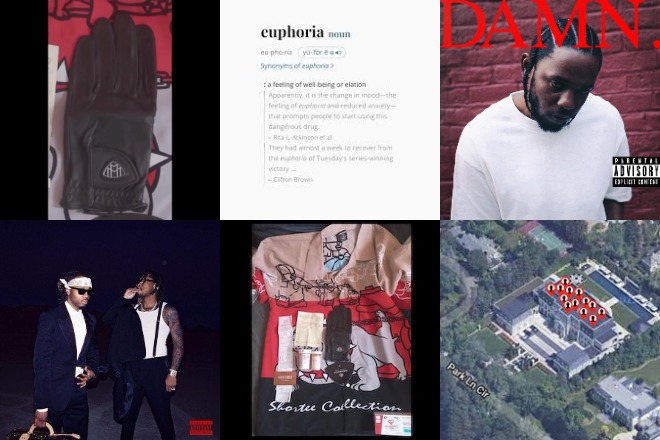 euphoria noun
eu·pho·ria yü-ˈfȯr-ē-ə
Synonyms of euphoria >
: a feeling of well-being or elation
Apparently, it is the change in mood—the
feeling of euphoria and reduced anxiety—
that prompts people to start using this
dangerous drug.
— Rita L. Atkinson et al.
They had almost a week to recover from
the euphoria of Tuesday's series-winning
victory ...
— Clifton Brown
DAMN.
PARENTAL
ADVISORY
EXPLICIT CONTENT
Shortee Collection
Park Ln Cir